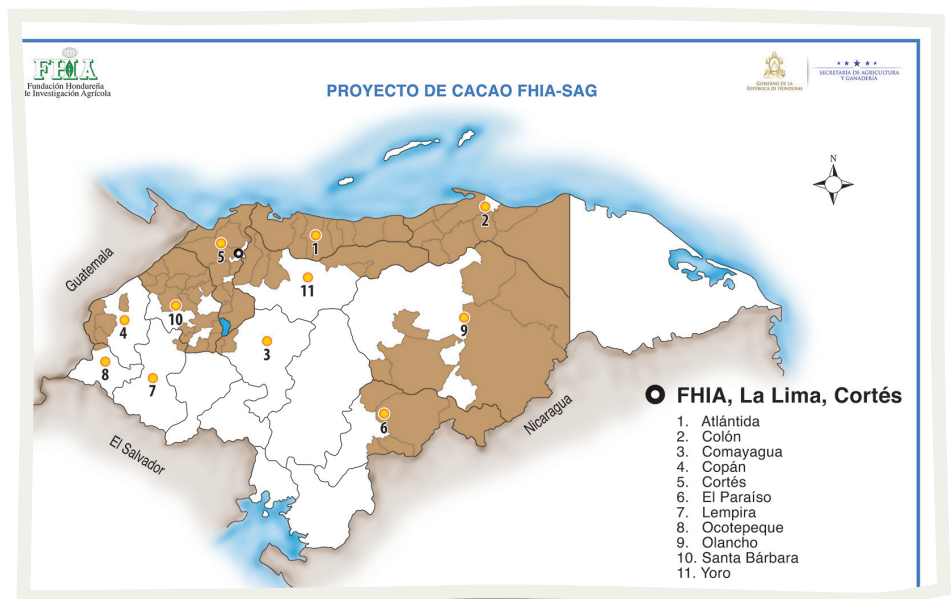 FHIA
Fundación Hondureña
de Investigación Agrícola
PROYECTO DE CACAO FHIA-SAG
GOBIERNO DE LA
REPÚBLICA DE HONDURAS
SECRETARÍA DE AGRICULTURA
Y GANADERÍA
N
Guatemala
El Salvador
Nicaragua
1
2
3
4
5
6
7
8
9
10
11
FHIA, La Lima, Cortés
1. Atlántida
2. Colón
3. Comayagua
4. Copán
5. Cortés
6. El Paraíso
7. Lempira
8. Ocotepeque
9. Olancho
10. Santa Bárbara
11. Yoro